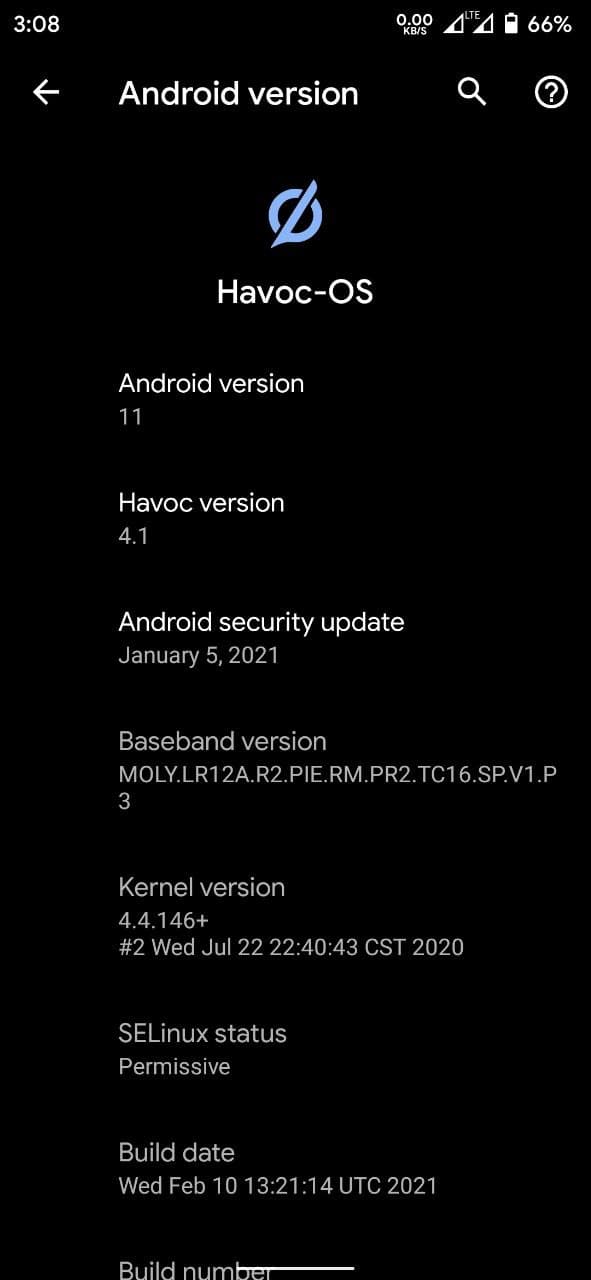 3:08
0.00
KB/S
LTE
66%
Android version
Havoc-OS
Android version
11
Havoc version
4.1
Android security update
January 5, 2021
Baseband version
MOLY.LR12A.R2.PIE.RM.PR2.TC16.SP.V1.P
3
Kernel version
4.4.146+
#2 Wed Jul 22 22:40:43 CST 2020
SELinux status
Permissive
Build date
Wed Feb 10 13:21:14 UTC 2021
Build number